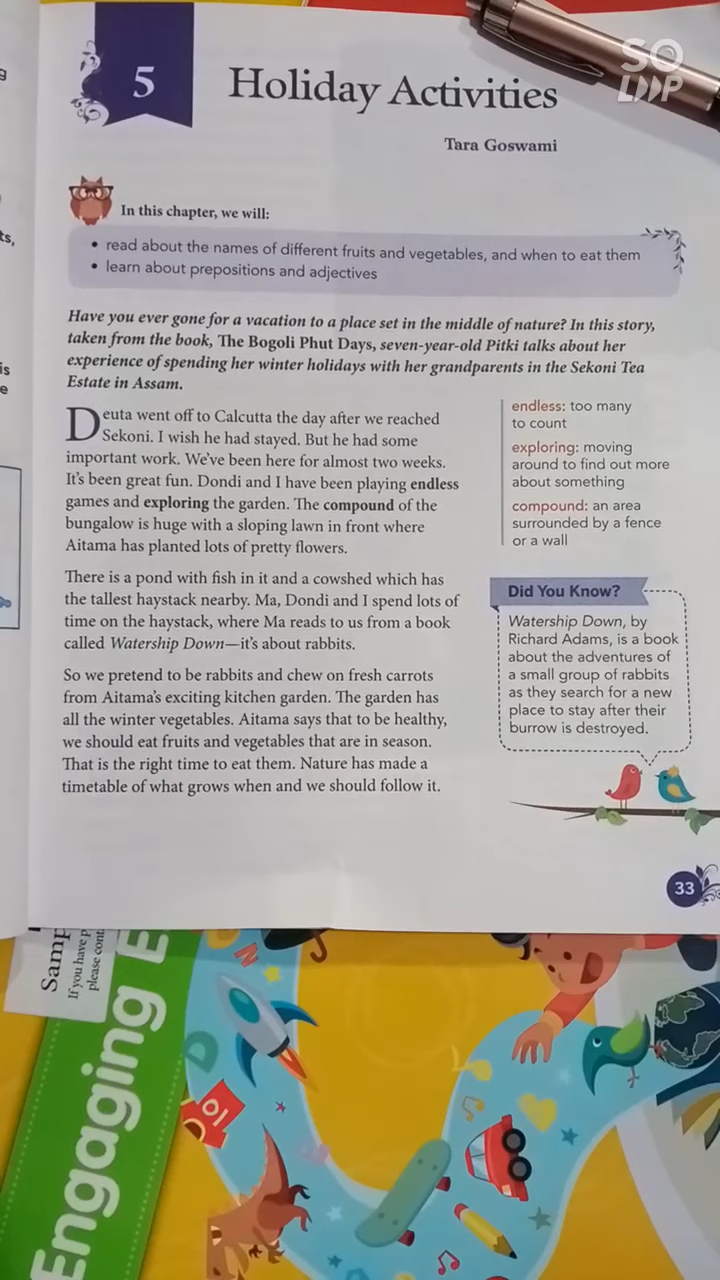 5
Holiday Activities
Tara Goswami
In this chapter, we will:
• read about the names of different fruits and vegetables, and when to eat them
• learn about prepositions and adjectives
Have you ever gone for a vacation to a place set in the middle of nature? In this story,
taken from the book, The Bogoli Phut Days, seven-year-old Pitki talks about her
experience of spending her winter holidays with her grandparents in the Sekoni Tea
Estate in Assam.
Deuta went off to Calcutta the day after we reached
Sekoni. I wish he had stayed. But he had some
important work. We've been here for almost two weeks.
It's been great fun. Dondi and I have been playing endless
games and exploring the garden. The compound of the
bungalow is huge with a sloping lawn in front where
Aitama has planted lots of pretty flowers.
There is a pond with fish in it and a cowshed which has
the tallest haystack nearby. Ma, Dondi and I spend lots of
time on the haystack, where Ma reads to us from a book
called Watership Down—it's about rabbits.
So we pretend to be rabbits and chew on fresh carrots
from Aitama's exciting kitchen garden. The garden has
all the winter vegetables. Aitama says that to be healthy,
we should eat fruits and vegetables that are in season.
That is the right time to eat them. Nature has made a
timetable of what grows when and we should follow it.
endless: too many
to count
exploring: moving
around to find out more
about something
compound: an area
surrounded by a fence
or a wall
Did You Know?
Watership Down, by
Richard Adams, is a book
about the adventures of
a small group of rabbits
as they search for a new
place to stay after their
burrow is destroyed.
33
g
ts,
is
e
Samp
If you have p
please cont
Engaging E
SO
LOOP